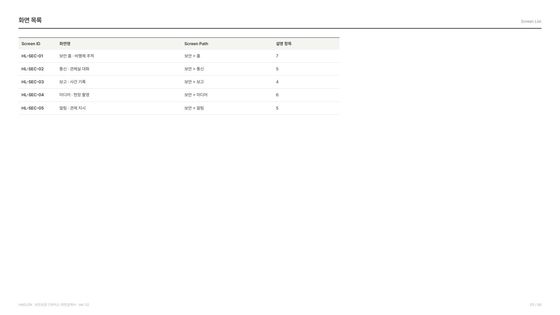 화면 목록
Screen List
Screen ID 화면명 Screen Path 설명 항목
HL-SEC-01 보안 홈 · 비행체 추적 보안 > 홈 7
HL-SEC-02 통신 · 관제실 대화 보안 > 통신 5
HL-SEC-03 보고 · 사건 기록 보안 > 보고 4
HL-SEC-04 미디어 · 현장 촬영 보안 > 미디어 6
HL-SEC-05 알림 · 관제 지시 보안 > 알림 5